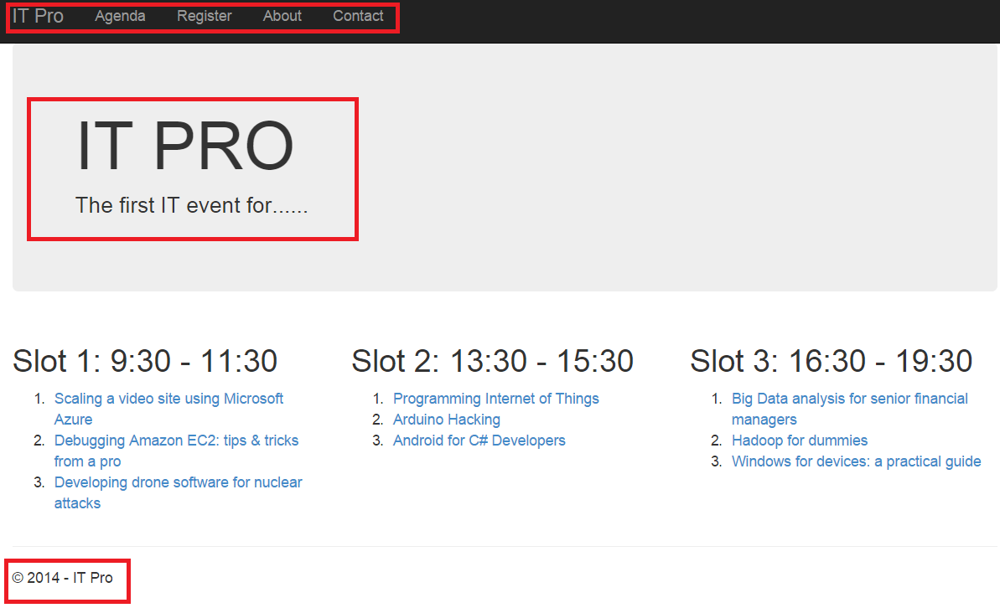 IT Pro Agenda Register About Contact
IT PRO
The first IT event for......
Slot 1: 9:30 - 11:30
1. Scaling a video site using Microsoft
Azure
2. Debugging Amazon EC2: tips & tricks
from a pro
3. Developing drone software for nuclear
attacks
Slot 2: 13:30 - 15:30
1. Programming Internet of Things
2. Arduino Hacking
3. Android for C# Developers
Slot 3: 16:30 - 19:30
1. Big Data analysis for senior financial
managers
2. Hadoop for dummies
3. Windows for devices: a practical guide
© 2014 - IT Pro